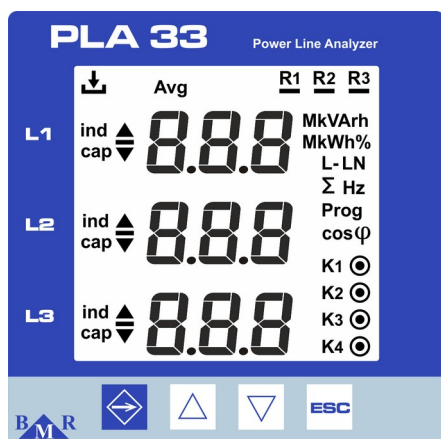 PLA 33 Power Line Analyzer
Avg R1 R2 R3
L1 ind cap 8.8.8 MkVArh
MkWh%
L-LN
Σ Hz
L2 ind cap 8.8.8 Prog
cosφ
K1
K2
L3 ind cap 8.8.8 K3
K4
BMR ESC